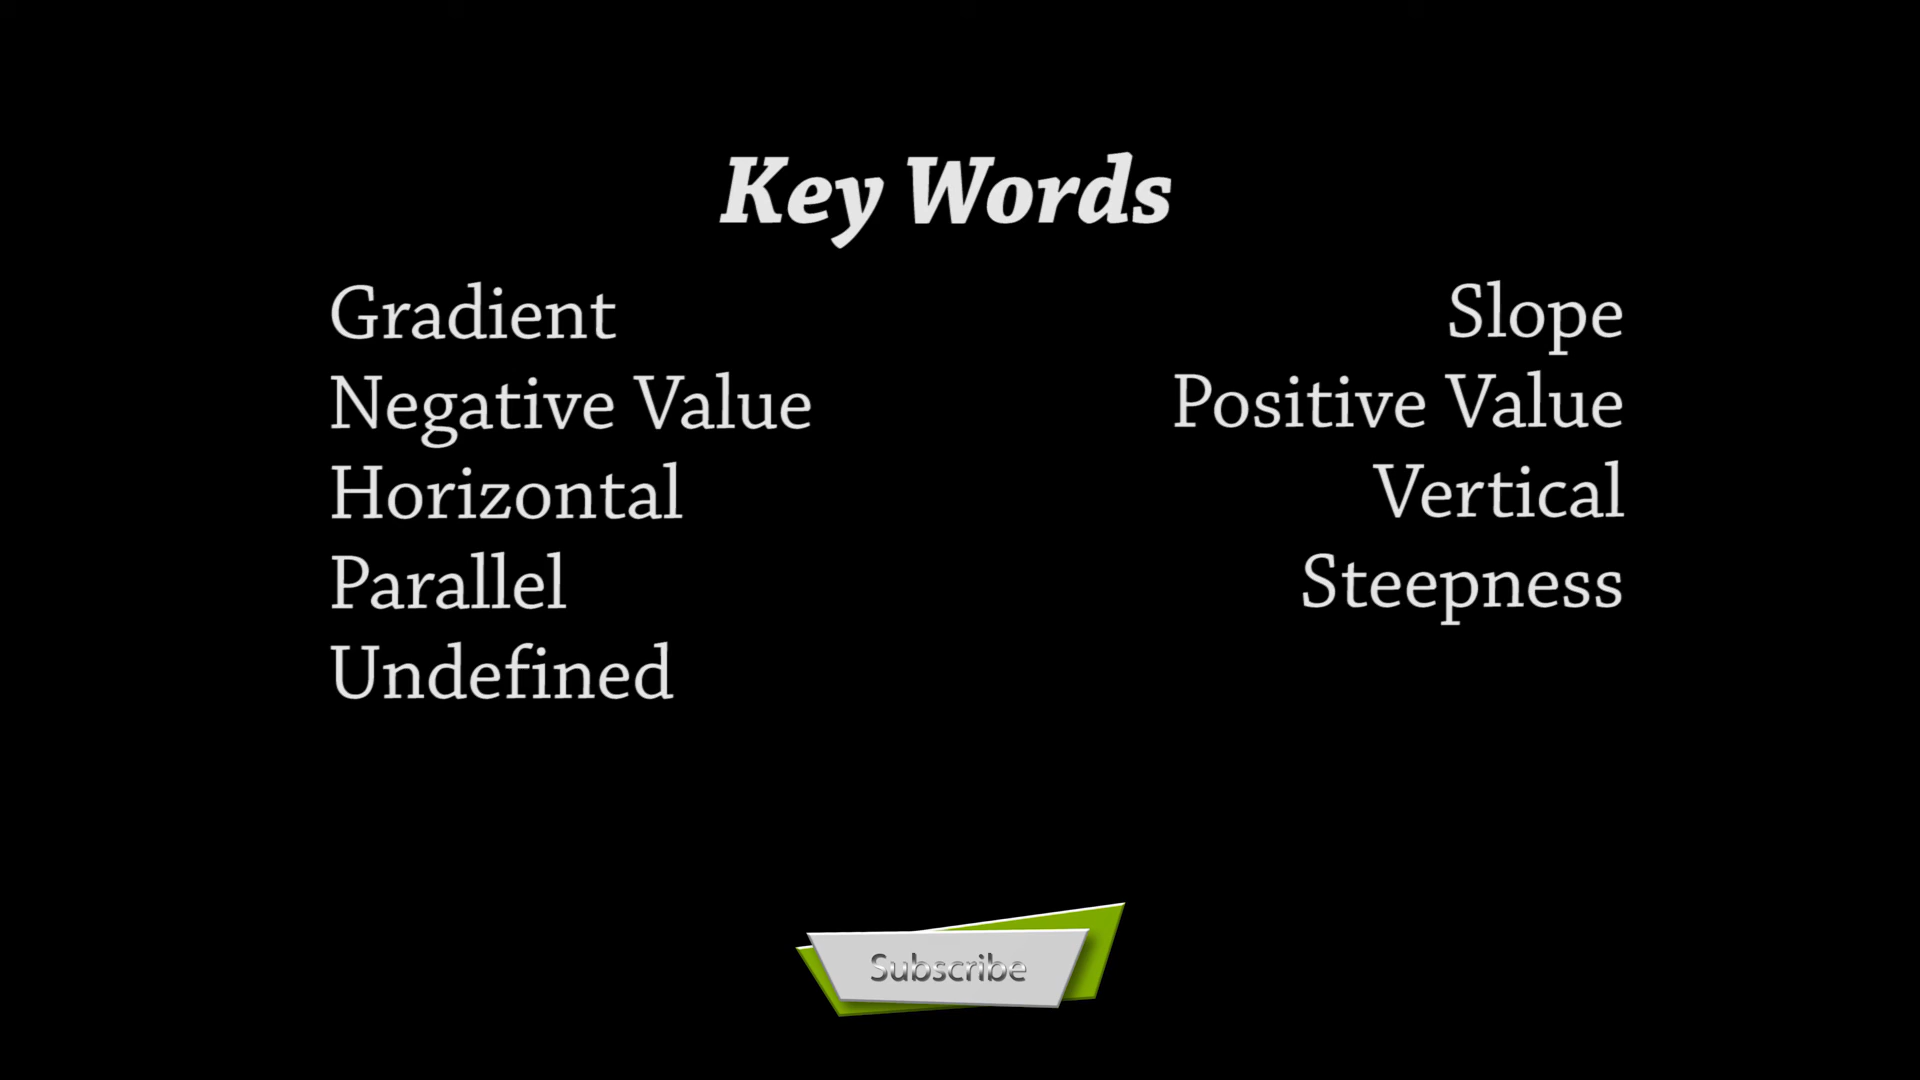 Key Words
Gradient
Negative Value
Horizontal
Parallel
Undefined
Slope
Positive Value
Vertical
Steepness
Subscribe